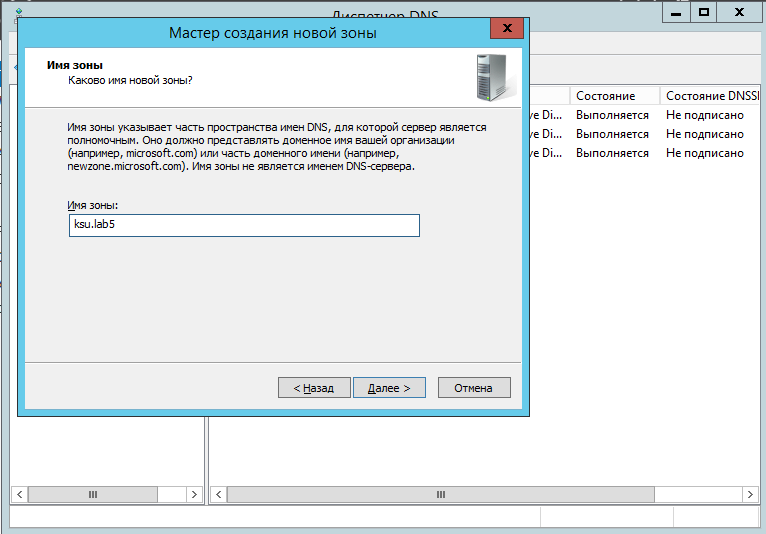 Диспетчер DNS
Мастер создания новой зоны
Имя зоны
Каково имя новой зоны?
Имя зоны указывает часть пространства имен DNS, для которой сервер является
полномочным. Оно должно представлять доменное имя вашей организации
(например, microsoft.com) или часть доменного имени (например,
newzone.microsoft.com). Имя зоны не является именем DNS-сервера.
Имя зоны:
ksu.lab5
< Назад
Далее >
Отмена
Состояние
Состояние DNSSI
ve Di...
Выполняется
Не подписано
ve Di...
Выполняется
Не подписано
ve Di...
Выполняется
Не подписано